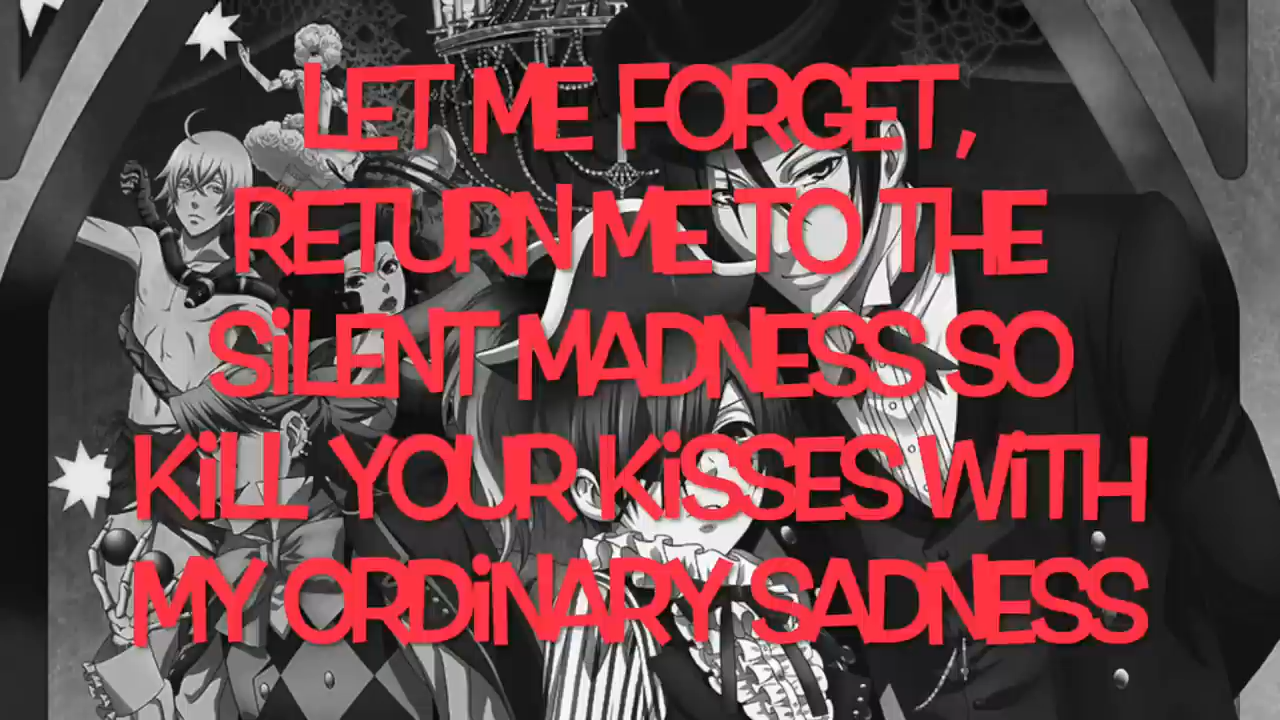 LET ME FORGET,
RETURN ME TO THE
SiLENT MADNESS SO
KiLL YOUR KiSSES WiTH
MY ORDiNARY SADNESS